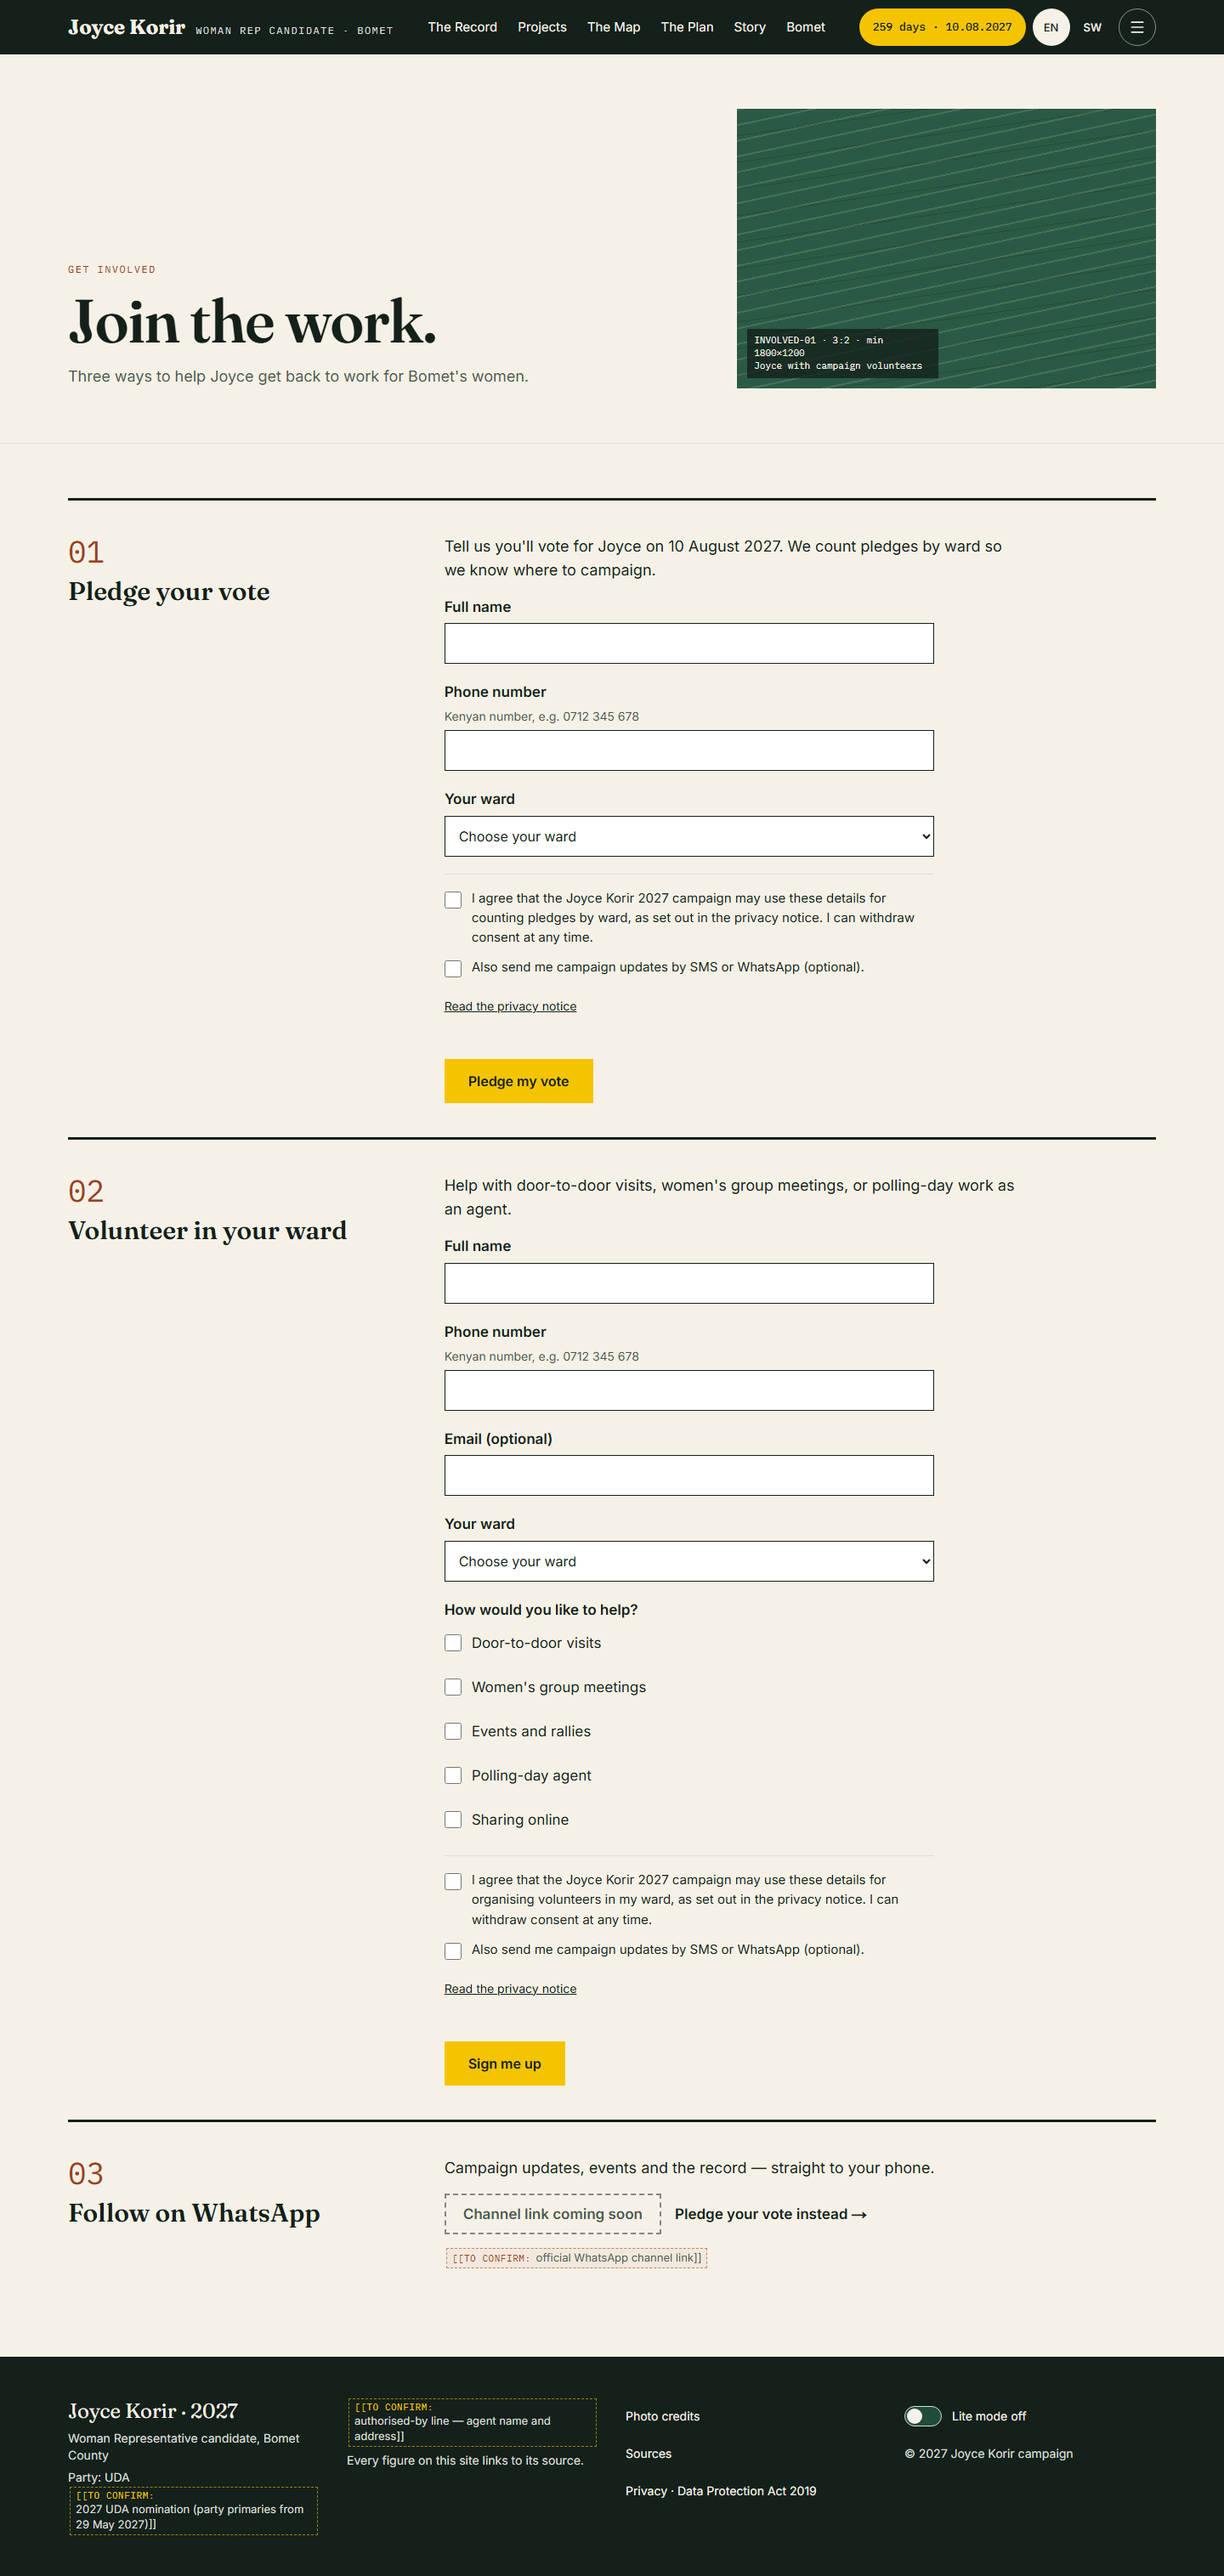 Joyce Korir WOMAN REP CANDIDATE · BOMET The Record Projects The Map The Plan Story Bomet 259 days · 10.08.2027 EN SW
INVOLVED-01 · 3:2 · min
1800×1200
Joyce with campaign volunteers
GET INVOLVED
Join the work.
Three ways to help Joyce get back to work for Bomet's women.
01
Pledge your vote
Tell us you'll vote for Joyce on 10 August 2027. We count pledges by ward so
we know where to campaign.
Full name
Phone number
Kenyan number, e.g. 0712 345 678
Your ward
Choose your ward
I agree that the Joyce Korir 2027 campaign may use these details for
counting pledges by ward, as set out in the privacy notice. I can withdraw
consent at any time.
Also send me campaign updates by SMS or WhatsApp (optional).
Read the privacy notice
Pledge my vote
02
Volunteer in your ward
Help with door-to-door visits, women's group meetings, or polling-day work as
an agent.
Full name
Phone number
Kenyan number, e.g. 0712 345 678
Email (optional)
Your ward
Choose your ward
How would you like to help?
Door-to-door visits
Women's group meetings
Events and rallies
Polling-day agent
Sharing online
I agree that the Joyce Korir 2027 campaign may use these details for
organising volunteers in my ward, as set out in the privacy notice. I can
withdraw consent at any time.
Also send me campaign updates by SMS or WhatsApp (optional).
Read the privacy notice
Sign me up
03
Follow on WhatsApp
Campaign updates, events and the record — straight to your phone.
Channel link coming soon
Pledge your vote instead →
[[TO CONFIRM: official WhatsApp channel link]]
Joyce Korir · 2027
Woman Representative candidate, Bomet
County
Party: UDA
[[TO CONFIRM:
2027 UDA nomination (party primaries from
29 May 2027)]]
[[TO CONFIRM:
authorised-by line — agent name and
address]]
Every figure on this site links to its source.
Photo credits
Sources
Privacy · Data Protection Act 2019
Lite mode off
© 2027 Joyce Korir campaign